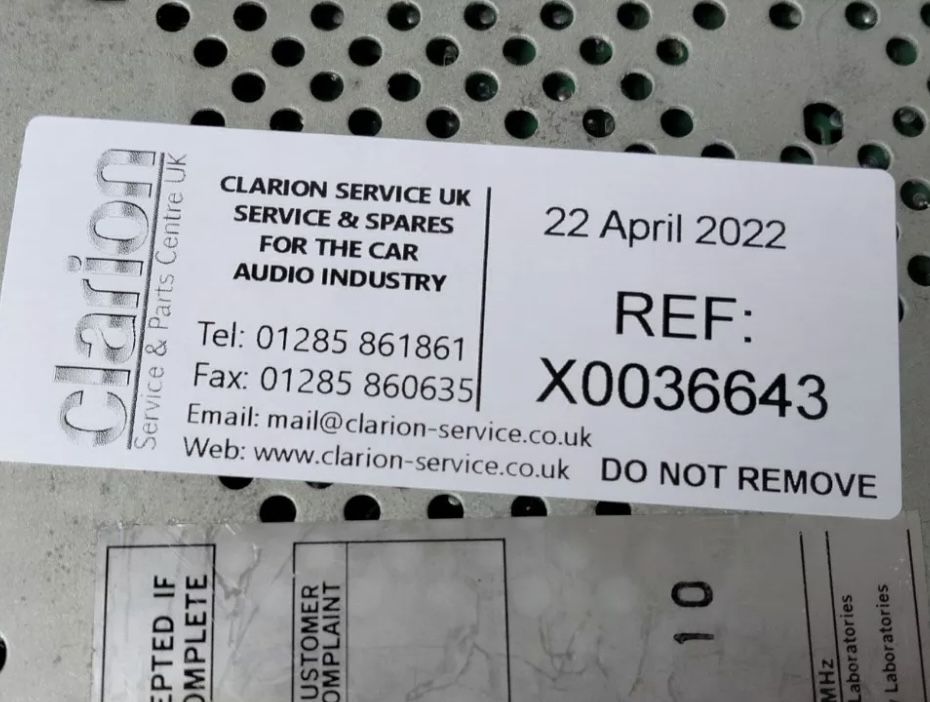 Clarion
Service & Parts Centre UK
CLARION SERVICE UK
SERVICE & SPARES
FOR THE CAR
AUDIO INDUSTRY
Tel: 01285 861861
Fax: 01285 860635
Email: mail@clarion-service.co.uk
Web: www.clarion-service.co.uk
22 April 2022
REF:
X0036643
DO NOT REMOVE
EPTED IF
OMPLETE
USTOMER
OMPLAINT
10
MHz
Laboratories
Laboratories